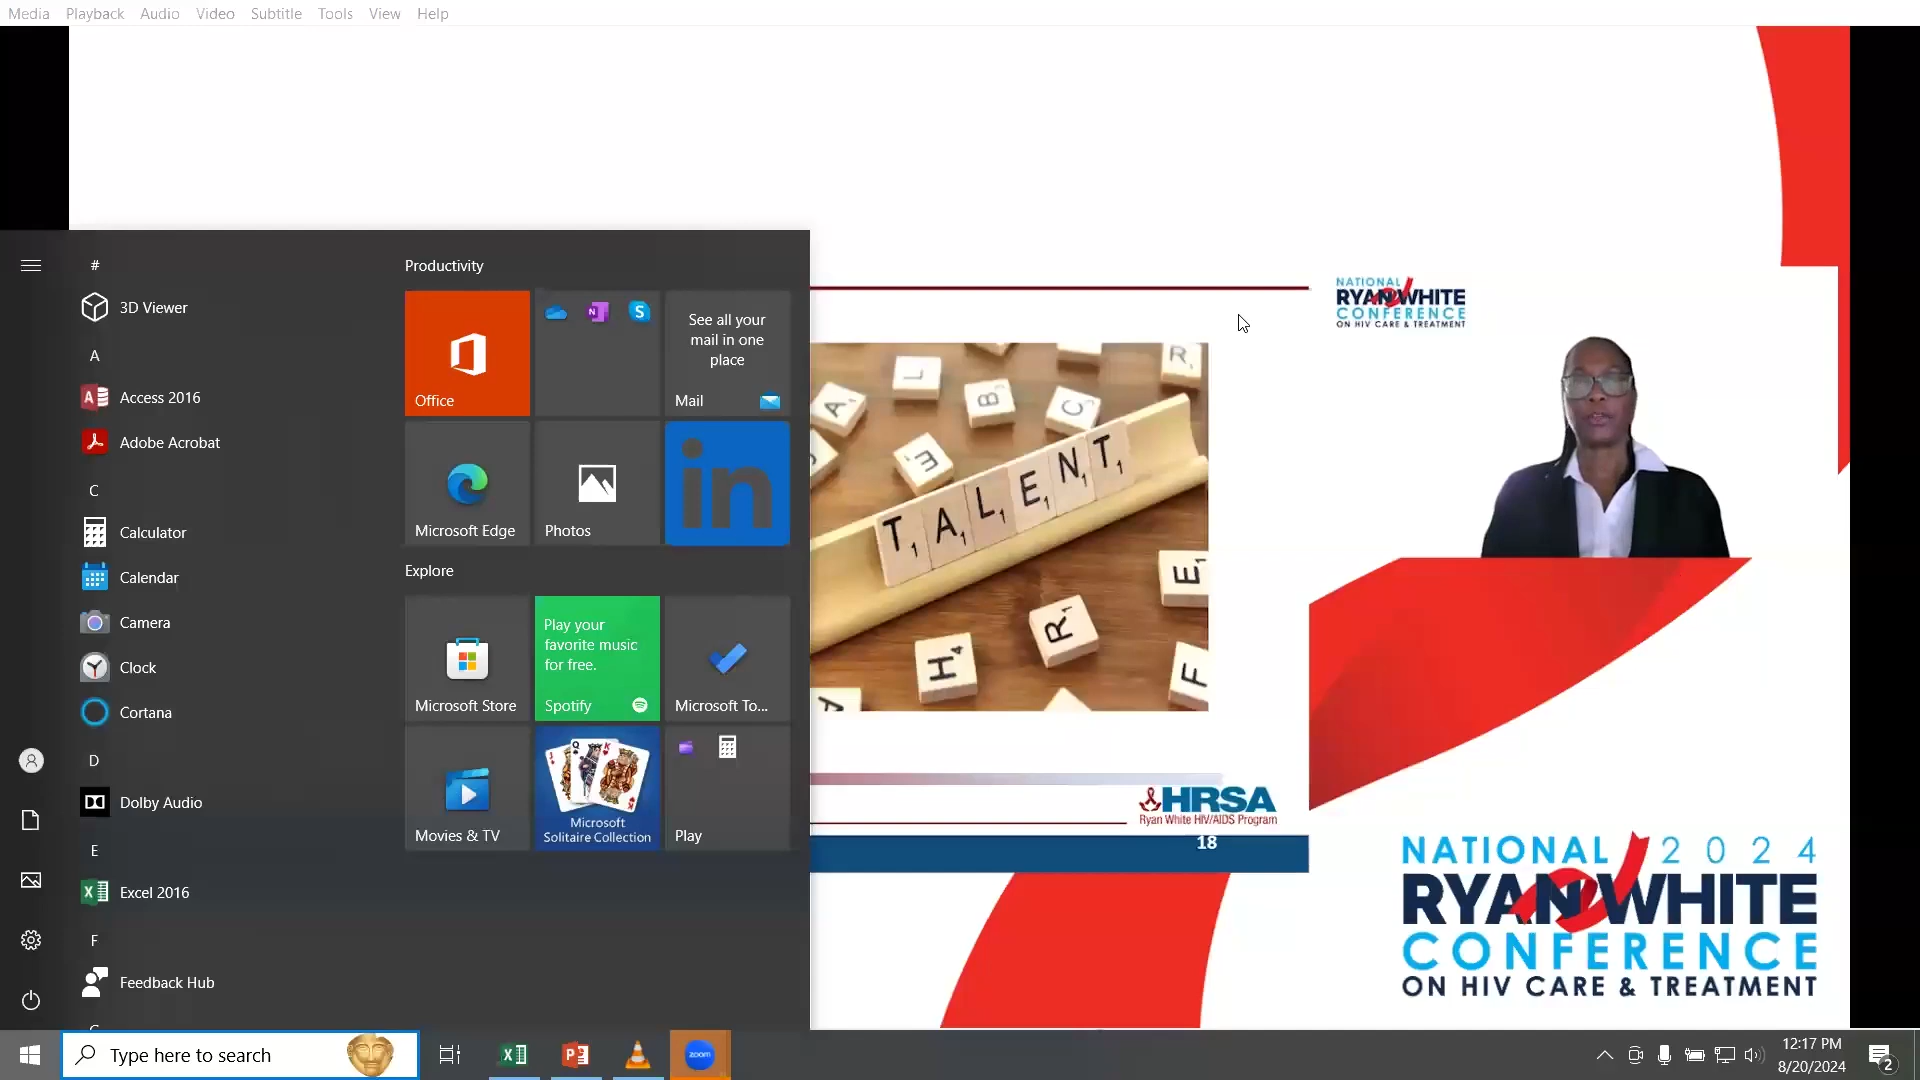 Media Playback Audio Video Subtitle Tools View Help
#
3D Viewer
A
Access 2016
Adobe Acrobat
C
Calculator
Calendar
Camera
Clock
Cortana
D
Dolby Audio
E
Excel 2016
F
Feedback Hub
Productivity
Office
N
S
See all your
mail in one
place
Mail
Microsoft Edge
Photos
in
Explore
Microsoft Store
Play your
favorite music
for free.
Spotify
Microsoft To...
Movies & TV
Microsoft
Solitaire Collection
Play
L
A
B
C
R
TALENT
E
H
R
F
HRSA
Ryan White HIV/AIDS Program
18
NATIONAL
RYAN WHITE
CONFERENCE
ON HIV CARE & TREATMENT
NATIONAL 2024
RYAN WHITE
CONFERENCE
ON HIV CARE & TREATMENT
Type here to search
zoom
12:17 PM
8/20/2024
2